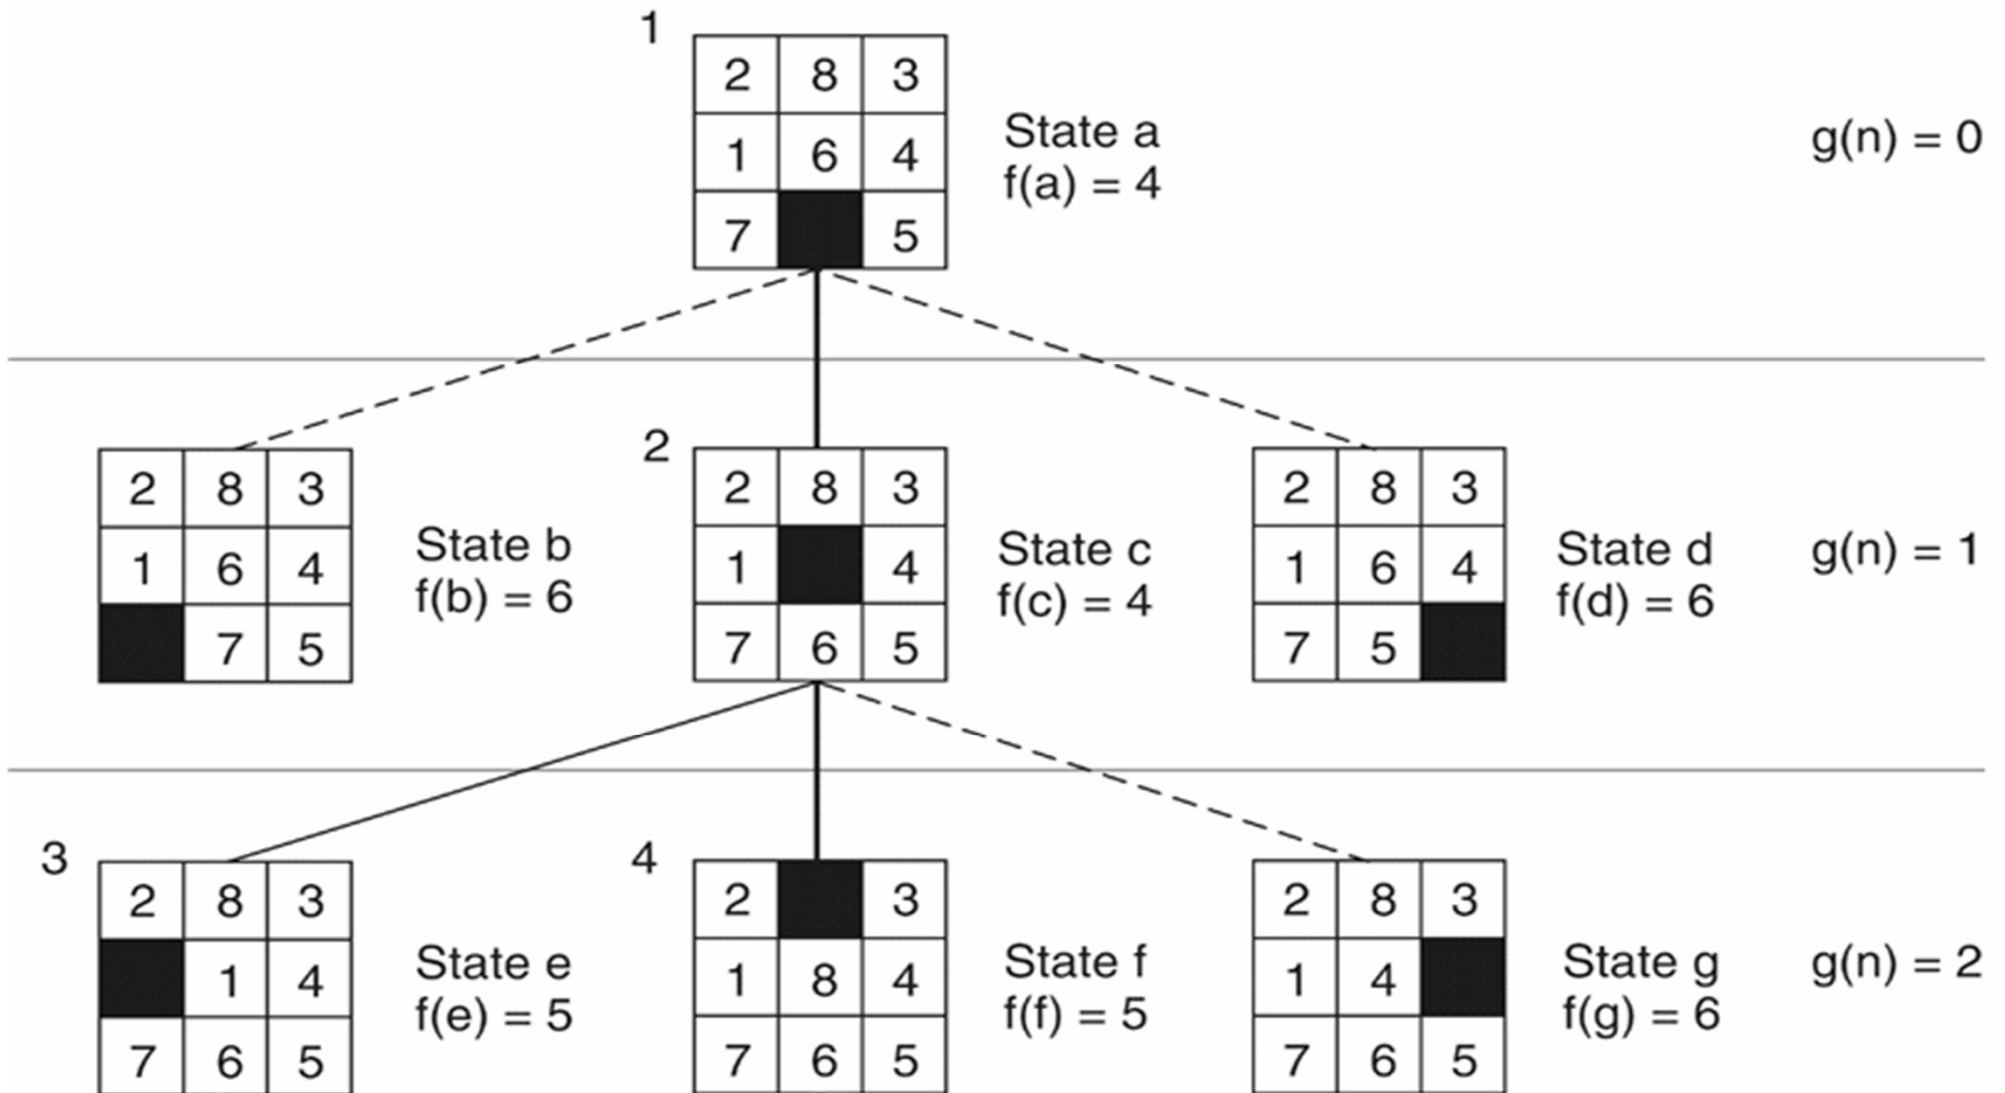 1
2 8 3
1 6 4
7 5
State a
f(a) = 4
g(n) = 0
2 8 3
1 6 4
7 5
State b
f(b) = 6
2
2 8 3
1 4
7 6 5
State c
f(c) = 4
2 8 3
1 6 4
7 5
State d
f(d) = 6
g(n) = 1
3
2 8 3
1 4
7 6 5
State e
f(e) = 5
4
2 3
1 8 4
7 6 5
State f
f(f) = 5
2 8 3
1 4
7 6 5
State g
f(g) = 6
g(n) = 2